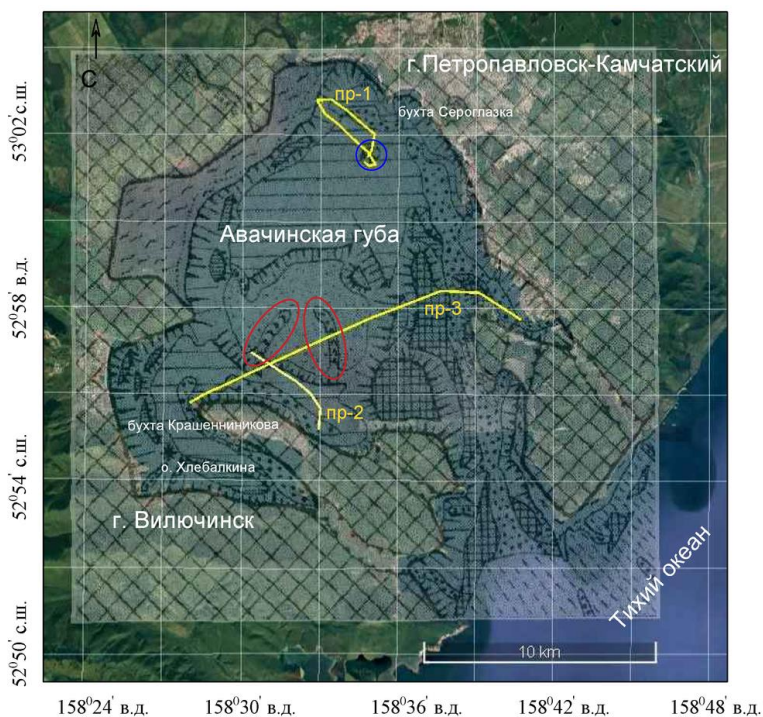 С
г.Петропавловск-Камчатский
пр-1
бухта Сероглазка
53⁰02'с.ш.
Авачинская губа
52⁰58' в.д.
пр-3
пр-2
бухта Крашенниникова
о. Хлебалкина
52⁰54' с.ш.
г. Вилючинск
Тихий океан
52⁰50' с.ш.
10 km
158⁰24' в.д.
158⁰30' в.д.
158⁰36' в.д.
158⁰42' в.д.
158⁰48' в.д.